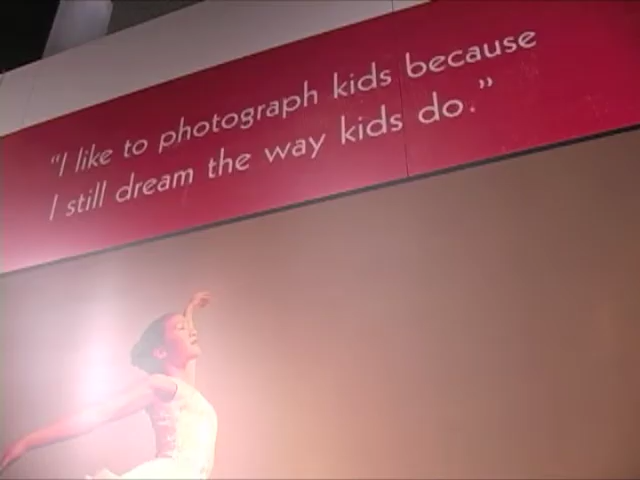 “I like to photograph kids because
I still dream the way kids do.”